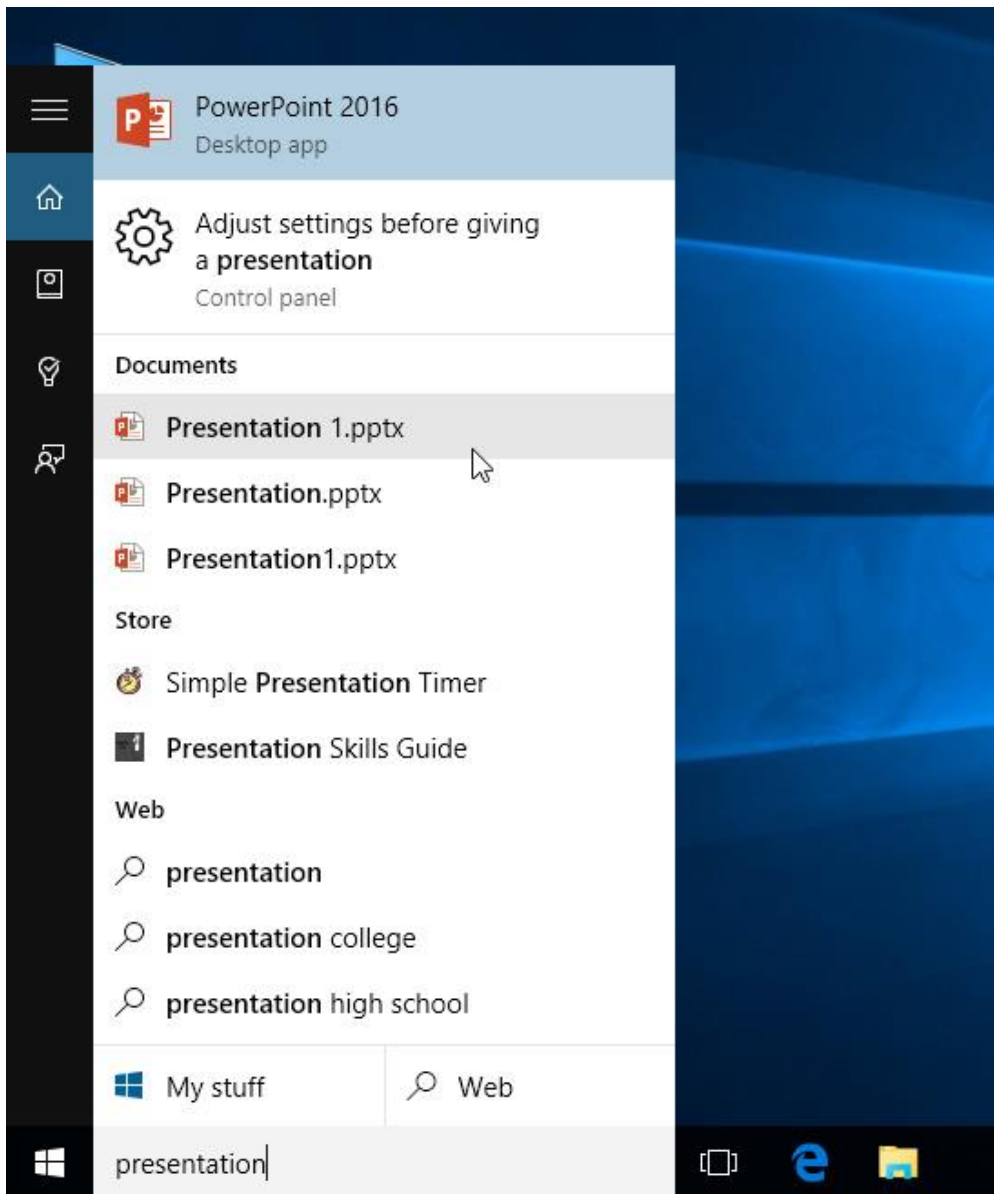 PowerPoint 2016
Desktop app
Adjust settings before giving
a presentation
Control panel
Documents
Presentation 1.pptx
Presentation.pptx
Presentation1.pptx
Store
Simple Presentation Timer
Presentation Skills Guide
Web
presentation
presentation college
presentation high school
My stuff
Web
presentation